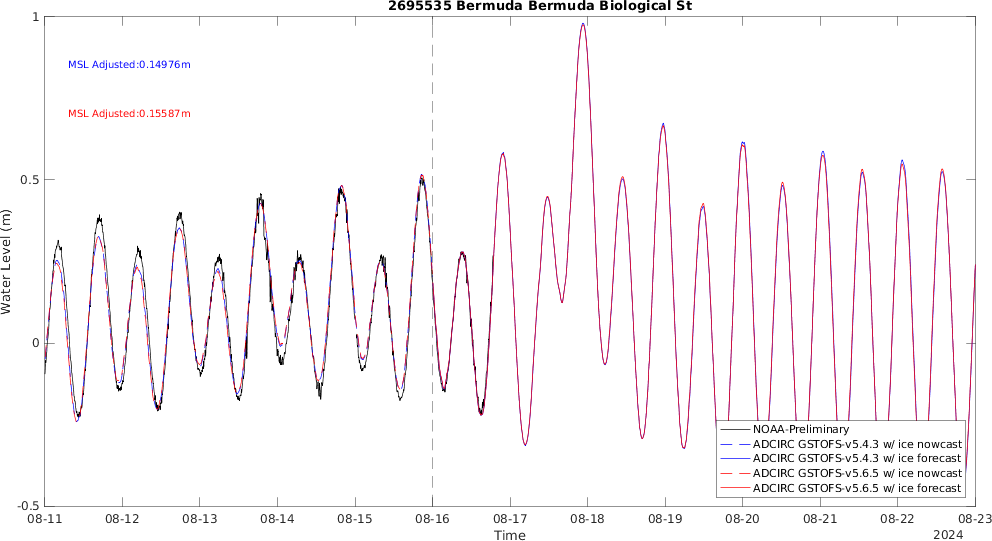 2695535 Bermuda Bermuda Biological St
MSL Adjusted:0.14976m
MSL Adjusted:0.15587m
Water Level (m)
1
0.5
0
-0.5
NOAA-Preliminary
ADCIRC GSTOFS-v5.4.3 w/ ice nowcast
ADCIRC GSTOFS-v5.4.3 w/ ice forecast
ADCIRC GSTOFS-v5.6.5 w/ ice nowcast
ADCIRC GSTOFS-v5.6.5 w/ ice forecast
08-11 08-12 08-13 08-14 08-15 08-16 08-17 08-18 08-19 08-20 08-21 08-22 08-23
Time
2024